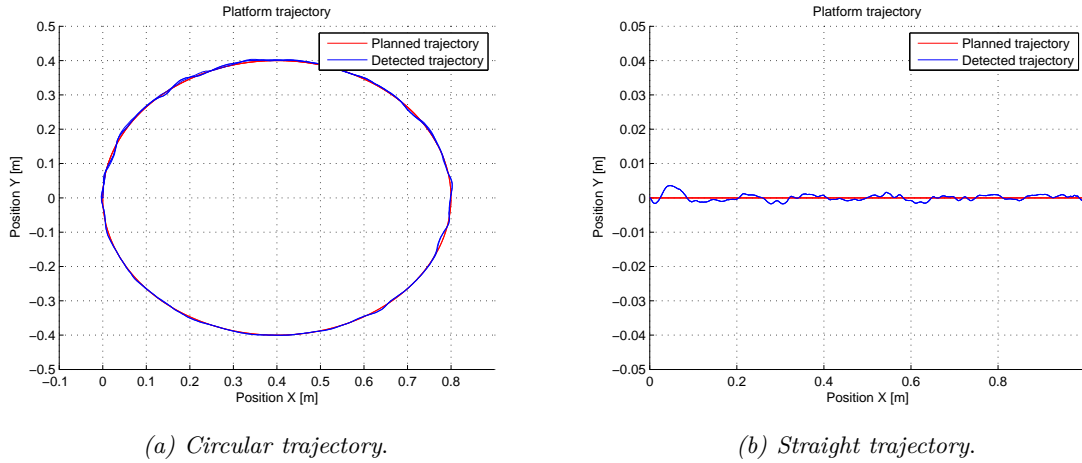 Platform trajectory
Planned trajectory
Detected trajectory
0.5
0.4
0.3
0.2
0.1
0
−0.1
−0.2
−0.3
−0.4
−0.5
Position Y [m]
−0.1 0 0.1 0.2 0.3 0.4 0.5 0.6 0.7 0.8
Position X [m]
(a) Circular trajectory.
Platform trajectory
Planned trajectory
Detected trajectory
0.05
0.04
0.03
0.02
0.01
0
−0.01
−0.02
−0.03
−0.04
−0.05
Position Y [m]
0 0.2 0.4 0.6 0.8
Position X [m]
(b) Straight trajectory.